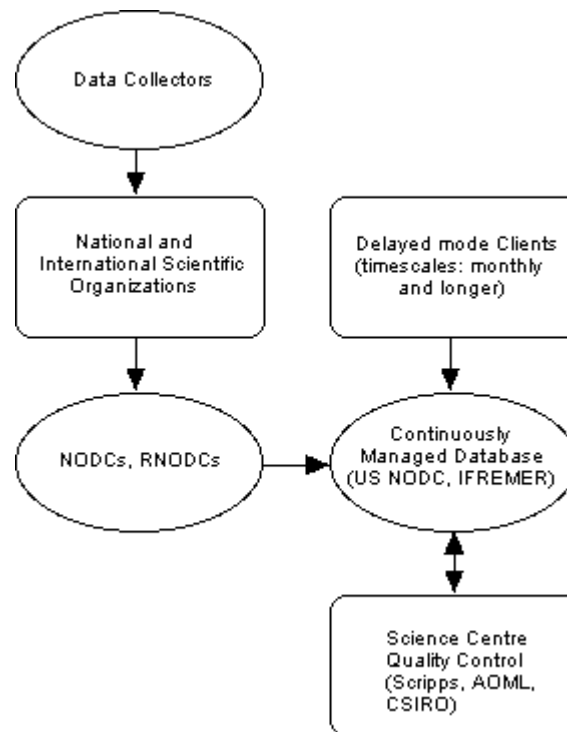 Data Collectors
National and
International Scientific
Organizations
Delayed mode Clients
(timescales: monthly
and longer)
NODCs, RNODCs
Continuously
Managed Database
(US NODC, IFREMER)
Science Centre
Quality Control
(Scripps, AOML,
CSIRO)